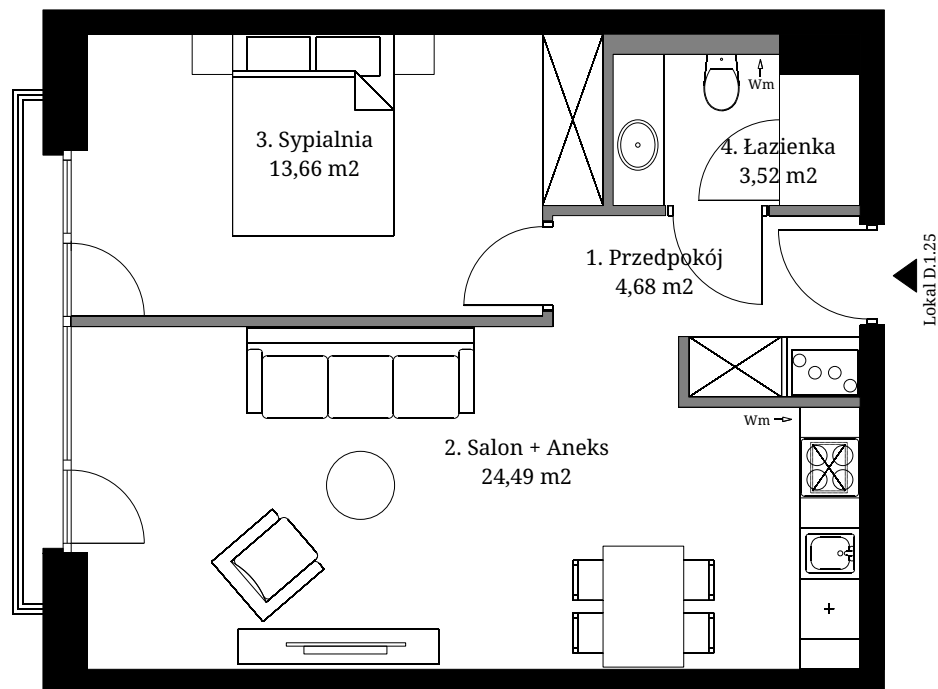 Wm
3. Sypialnia
13,66 m2
4. Łazienka
3,52 m2
1. Przedpokój
4,68 m2
Lokal D.1.25
Wm
2. Salon + Aneks
24,49 m2